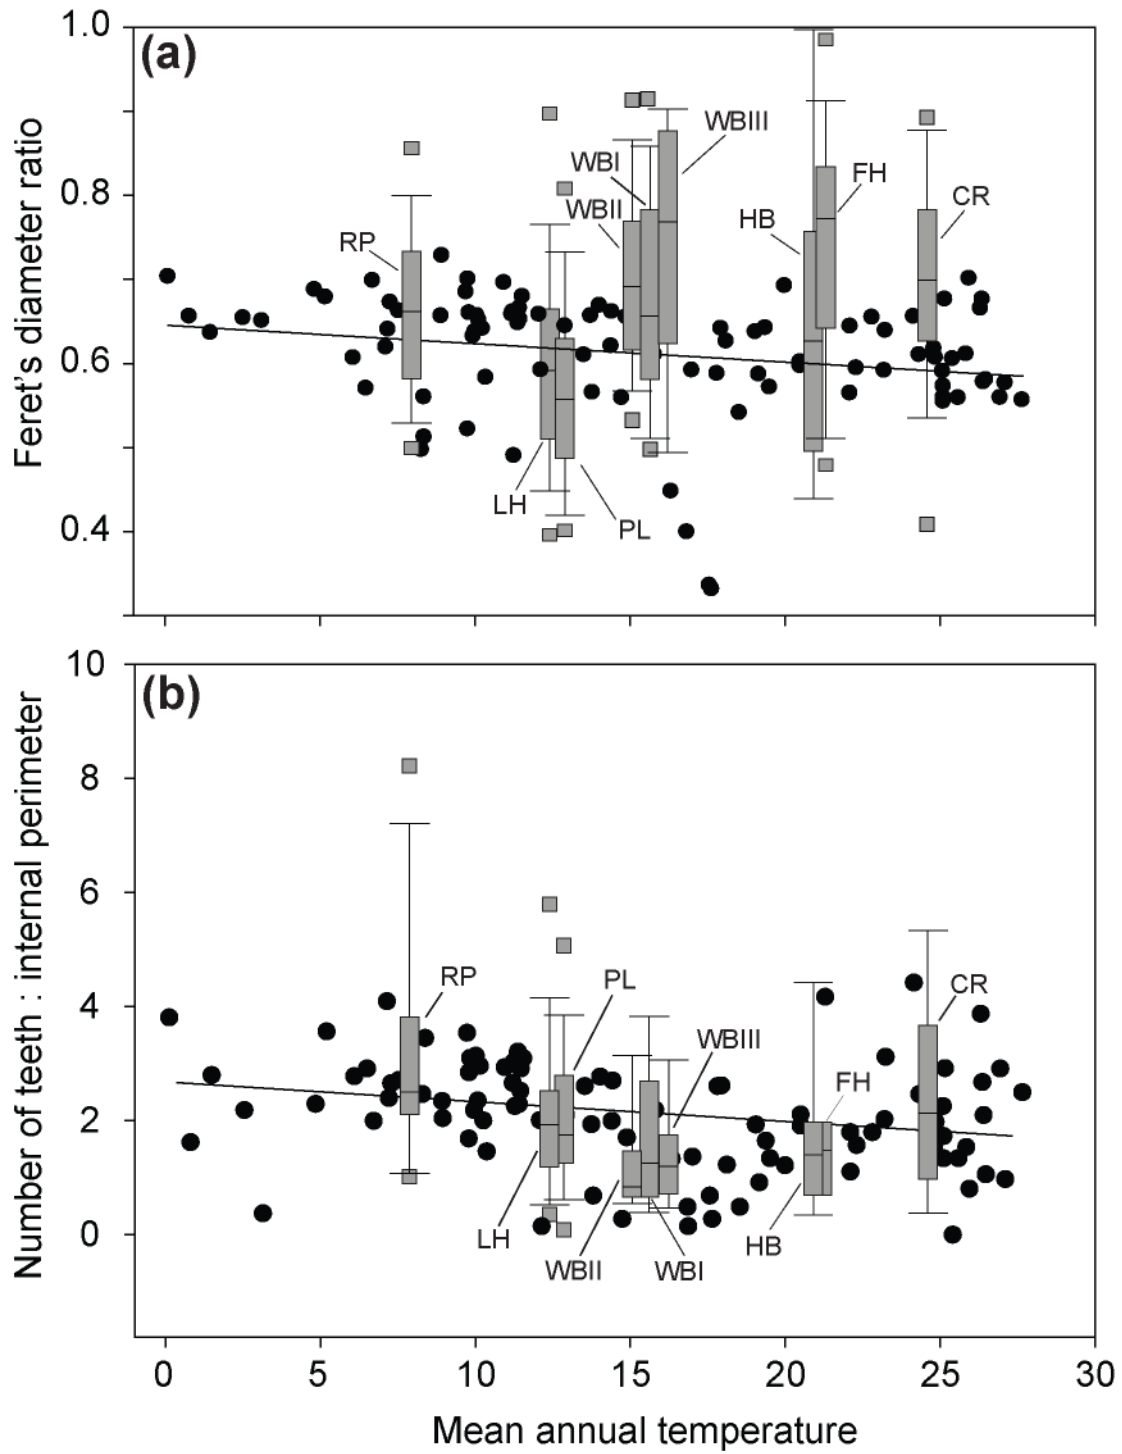 (a)
Feret's diameter ratio
1.0
0.8
0.6
0.4
RP
LH
PL
WBII
WBI
WBIII
HB
FH
CR
(b)
Number of teeth : internal perimeter
10
8
6
4
2
0
RP
PL
LH
WBII
WBI
WBIII
HB
FH
CR
0 5 10 15 20 25 30
Mean annual temperature